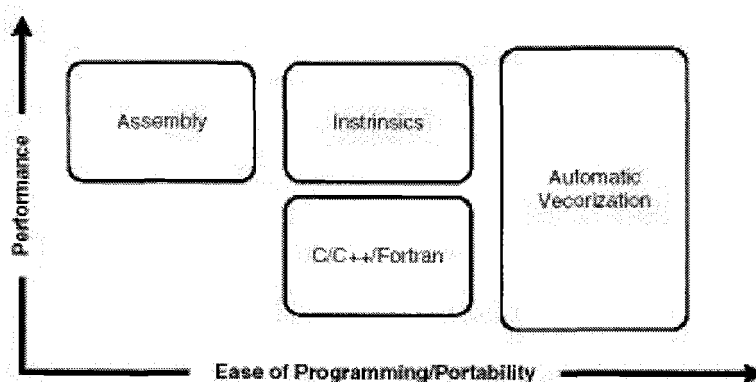 Performance
Assembly
Instrinsics
Automatic
Vecorization
C/C++/Fortran
Ease of Programming/Portability